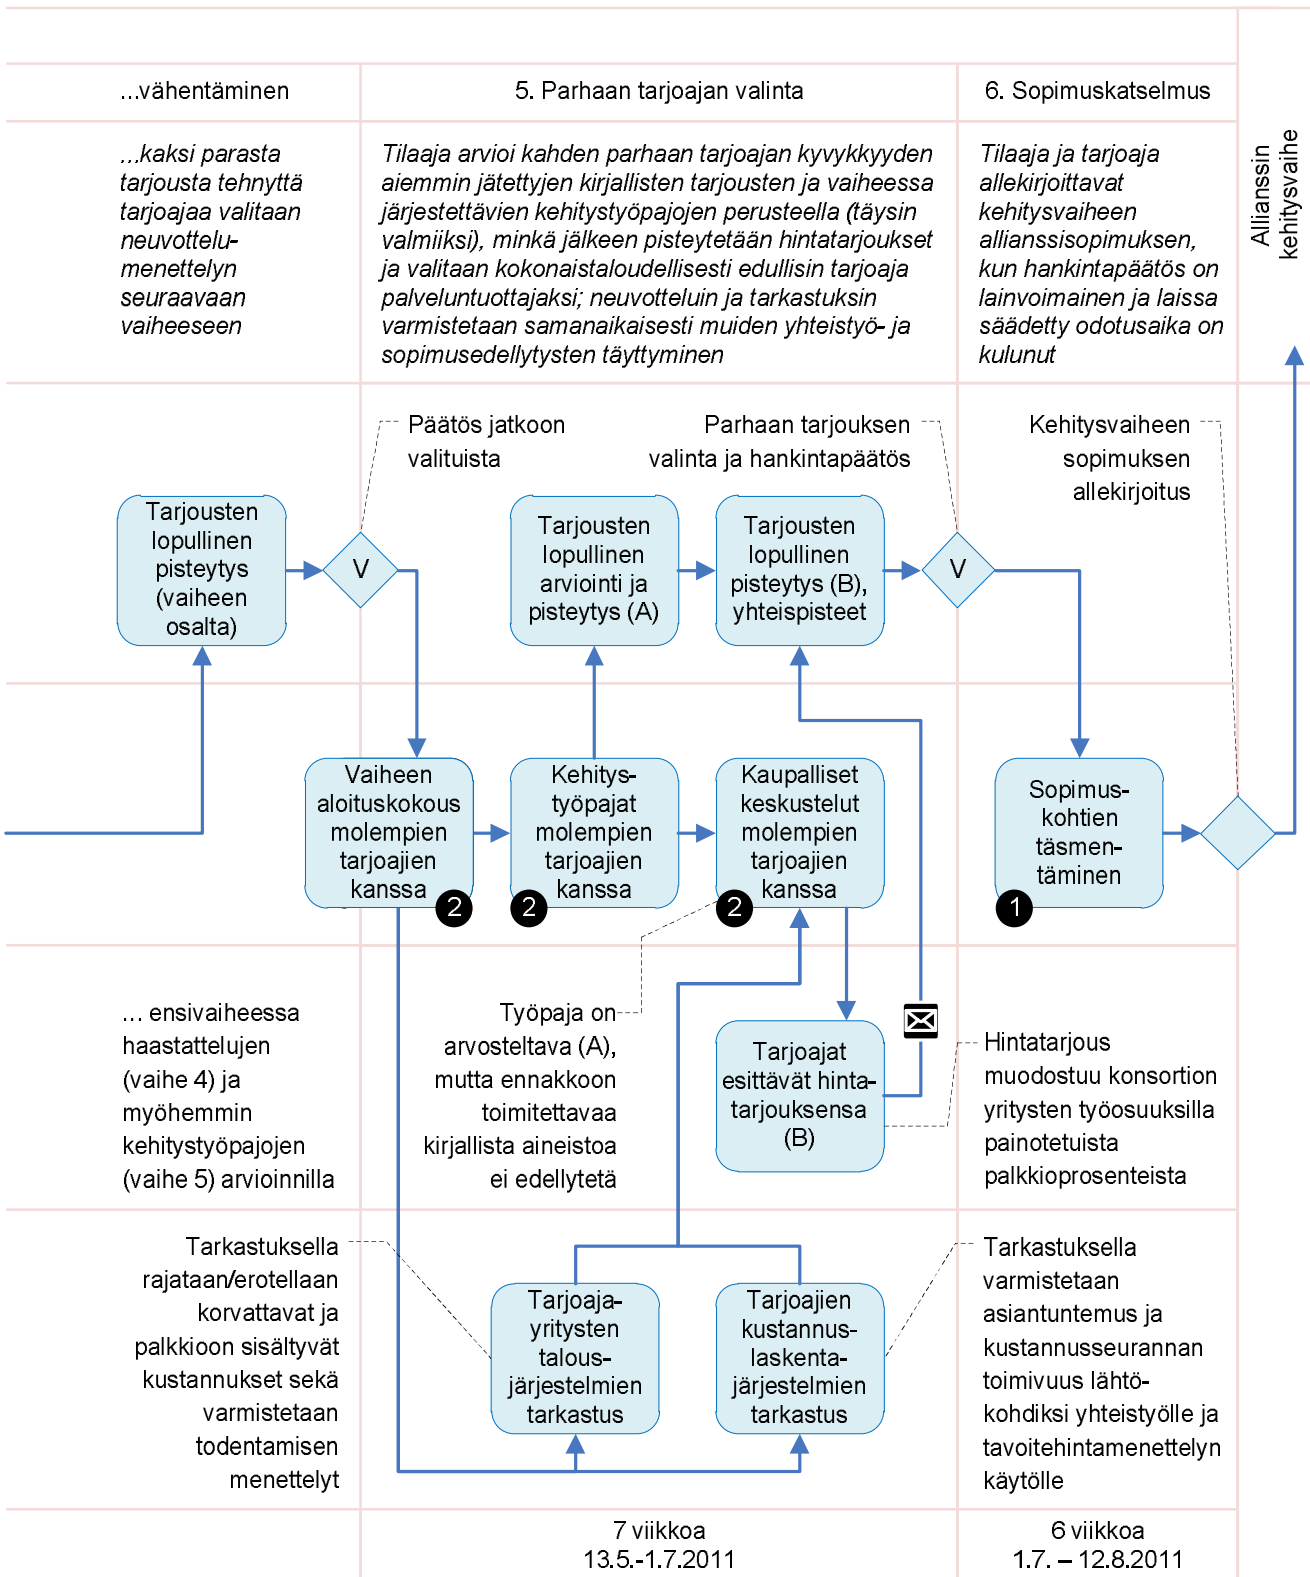 ...vähentäminen
5. Parhaan tarjoajan valinta
6. Sopimuskatselmus
Allianssin
kehitysvaihe
...kaksi parasta
tarjousta tehnyttä
tarjoajaa valitaan
neuvottelu-
menettelyn
seuraavaan
vaiheeseen
Tilaaja arvioi kahden parhaan tarjoajan kyvykkyyden
aiemmin jätettyjen kirjallisten tarjousten ja vaiheessa
järjestettävien kehitystyöpajojen perusteella (täysin
valmiiksi), minkä jälkeen pisteytetään hintatarjoukset
ja valitaan kokonaistaloudellisesti edullisin tarjoaja
palveluntuottajaksi; neuvotteluin ja tarkastuksin
varmistetaan samanaikaisesti muiden yhteistyö- ja
sopimusedellytysten täyttyminen
Tilaaja ja tarjoaja
allekirjoittavat
kehitysvaiheen
allianssisopimuksen,
kun hankintapäätös on
lainvoimainen ja laissa
säädetty odotusaika on
kulunut
Päätös jatkoon
valituista
Parhaan tarjouksen
valinta ja hankintapäätös
Kehitysvaiheen
sopimuksen
allekirjoitus
Tarjousten
lopullinen
pisteytys
(vaiheen
osalta)
V
Tarjousten
lopullinen
arviointi ja
pisteytys (A)
Tarjousten
lopullinen
pisteytys (B),
yhteispisteet
V
Vaiheen
aloituskokous
molempien
tarjoajien
kanssa
2
Kehitys-
työpajat
molempien
tarjoajien
kanssa
2
Kaupalliset
keskustelut
molempien
tarjoajien
kanssa
2
Sopimus-
kohtien
täsmen-
täminen
1
... ensivaiheessa
haastattelujen
(vaihe 4) ja
myöhemmin
kehitystyöpajojen
(vaihe 5) arvioinnilla
Työpaja on
arvosteltava (A),
mutta ennakkoon
toimitettavaa
kirjallista aineistoa
ei edellytetä
Tarjoajat
esittävät hinta-
tarjouksensa
(B)
Hintatarjous
muodostuu konsortion
yritysten työosuuksilla
painotetuista
palkkioprosenteista
Tarkastuksella
rajataan/erotellaan
korvattavat ja
palkkioon sisältyvät
kustannukset sekä
varmistetaan
todentamisen
menettelyt
Tarjoaja-
yritysten
talous-
järjestelmien
tarkastus
Tarjoajien
kustannus-
laskenta-
järjestelmien
tarkastus
Tarkastuksella
varmistetaan
asiantuntemus ja
kustannusseurannan
toimivuus lähtö-
kohdiksi yhteistyölle ja
tavoitehintamenettelyn
käytölle
7 viikkoa
13.5.-1.7.2011
6 viikkoa
1.7. – 12.8.2011